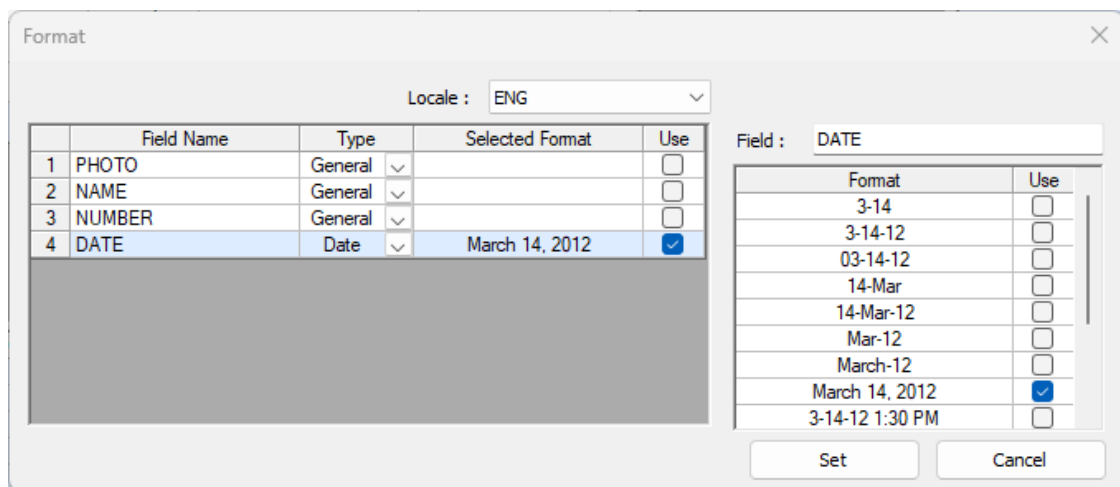 Format
Locale : ENG
Field Name Type Selected Format Use
1 PHOTO General
2 NAME General
3 NUMBER General
4 DATE Date March 14, 2012
Field : DATE
Format Use
3-14
3-14-12
03-14-12
14-Mar
14-Mar-12
Mar-12
March-12
March 14, 2012
3-14-12 1:30 PM
Set Cancel